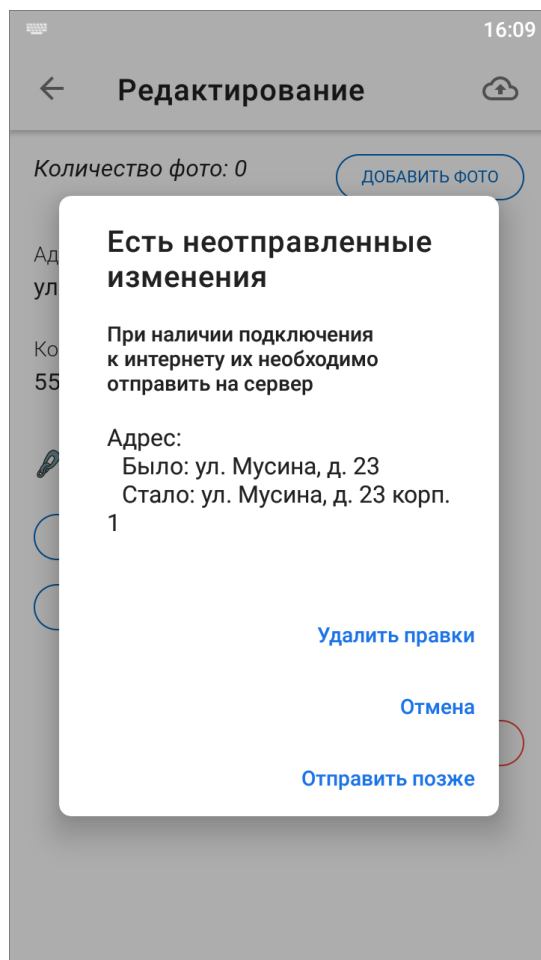 16:09
Редактирование
Количество фото: 0
ДОБАВИТЬ ФОТО
Есть неотправленные
изменения
При наличии подключения
к интернету их необходимо
отправить на сервер
Адрес:
Было: ул. Мусина, д. 23
Стало: ул. Мусина, д. 23 корп.
1
Удалить правки
Отмена
Отправить позже